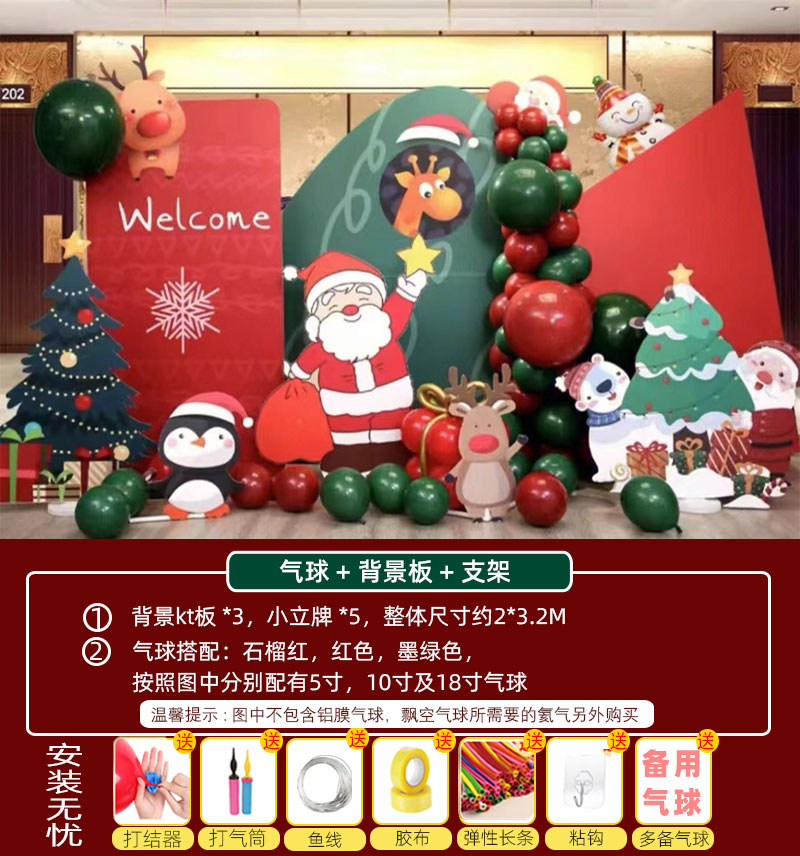 202
Welcome
气球 + 背景板 + 支架
① 背景kt板 *3，小立牌 *5，整体尺寸约2*3.2M
② 气球搭配：石榴红，红色，墨绿色，
按照图中分别配有5寸，10寸及18寸气球
温馨提示 : 图中不包含铝膜气球，飘空气球所需要的氦气另外购买
安装无忧
送 送 送 送 送 送 送
备用
气球
打结器 打气筒 鱼线 胶布 弹性长条 粘钩 多备气球